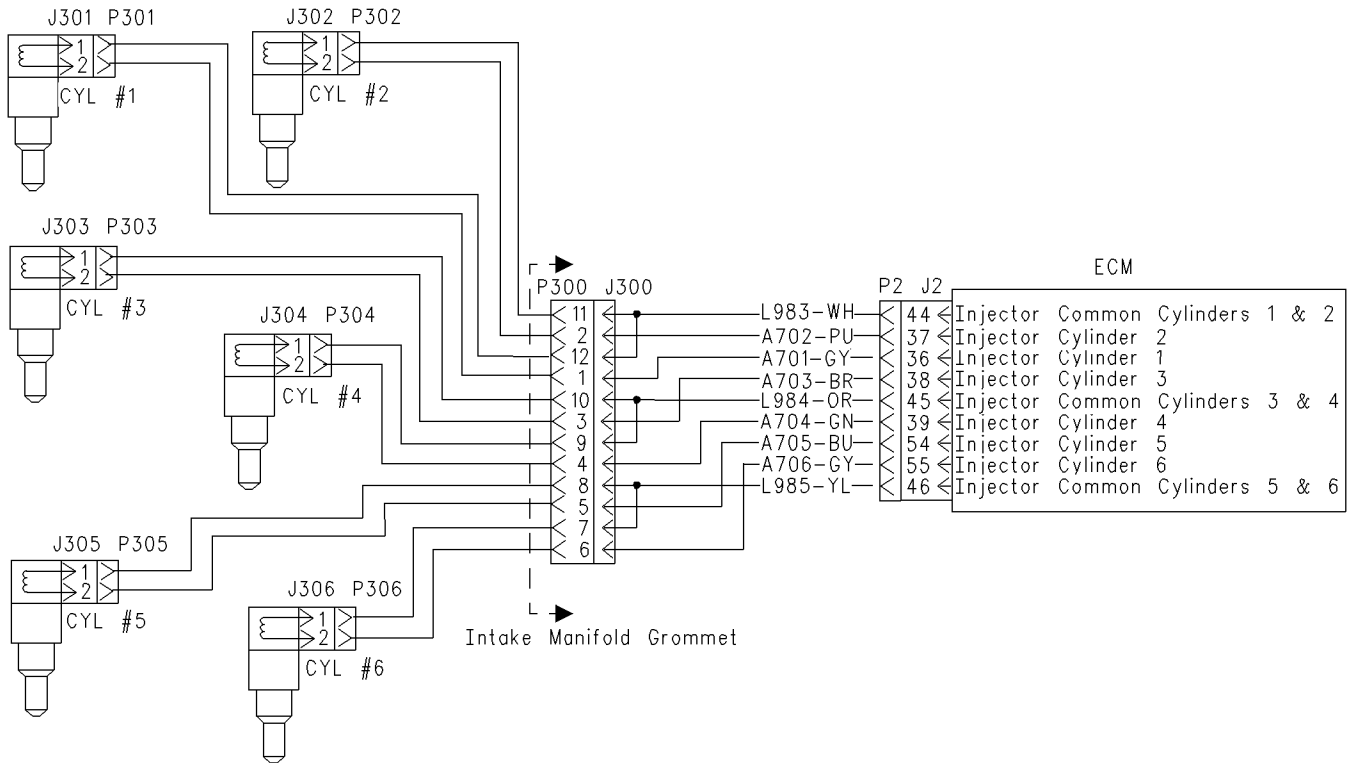 J301 P301
1
2
CYL #1
J302 P302
1
2
CYL #2
J303 P303
1
2
CYL #3
J304 P304
1
2
CYL #4
J305 P305
1
2
CYL #5
J306 P306
1
2
CYL #6
P300 J300
11
2
12
1
10
3
9
4
8
5
7
6
Intake Manifold Grommet
ECM
P2 J2
L983-WH 44 Injector Common Cylinders 1 & 2
A702-PU 37 Injector Cylinder 2
A701-GY 36 Injector Cylinder 1
A703-BR 38 Injector Cylinder 3
L984-OR 45 Injector Common Cylinders 3 & 4
A704-GN 39 Injector Cylinder 4
A705-BU 54 Injector Cylinder 5
A706-GY 55 Injector Cylinder 6
L985-YL 46 Injector Common Cylinders 5 & 6